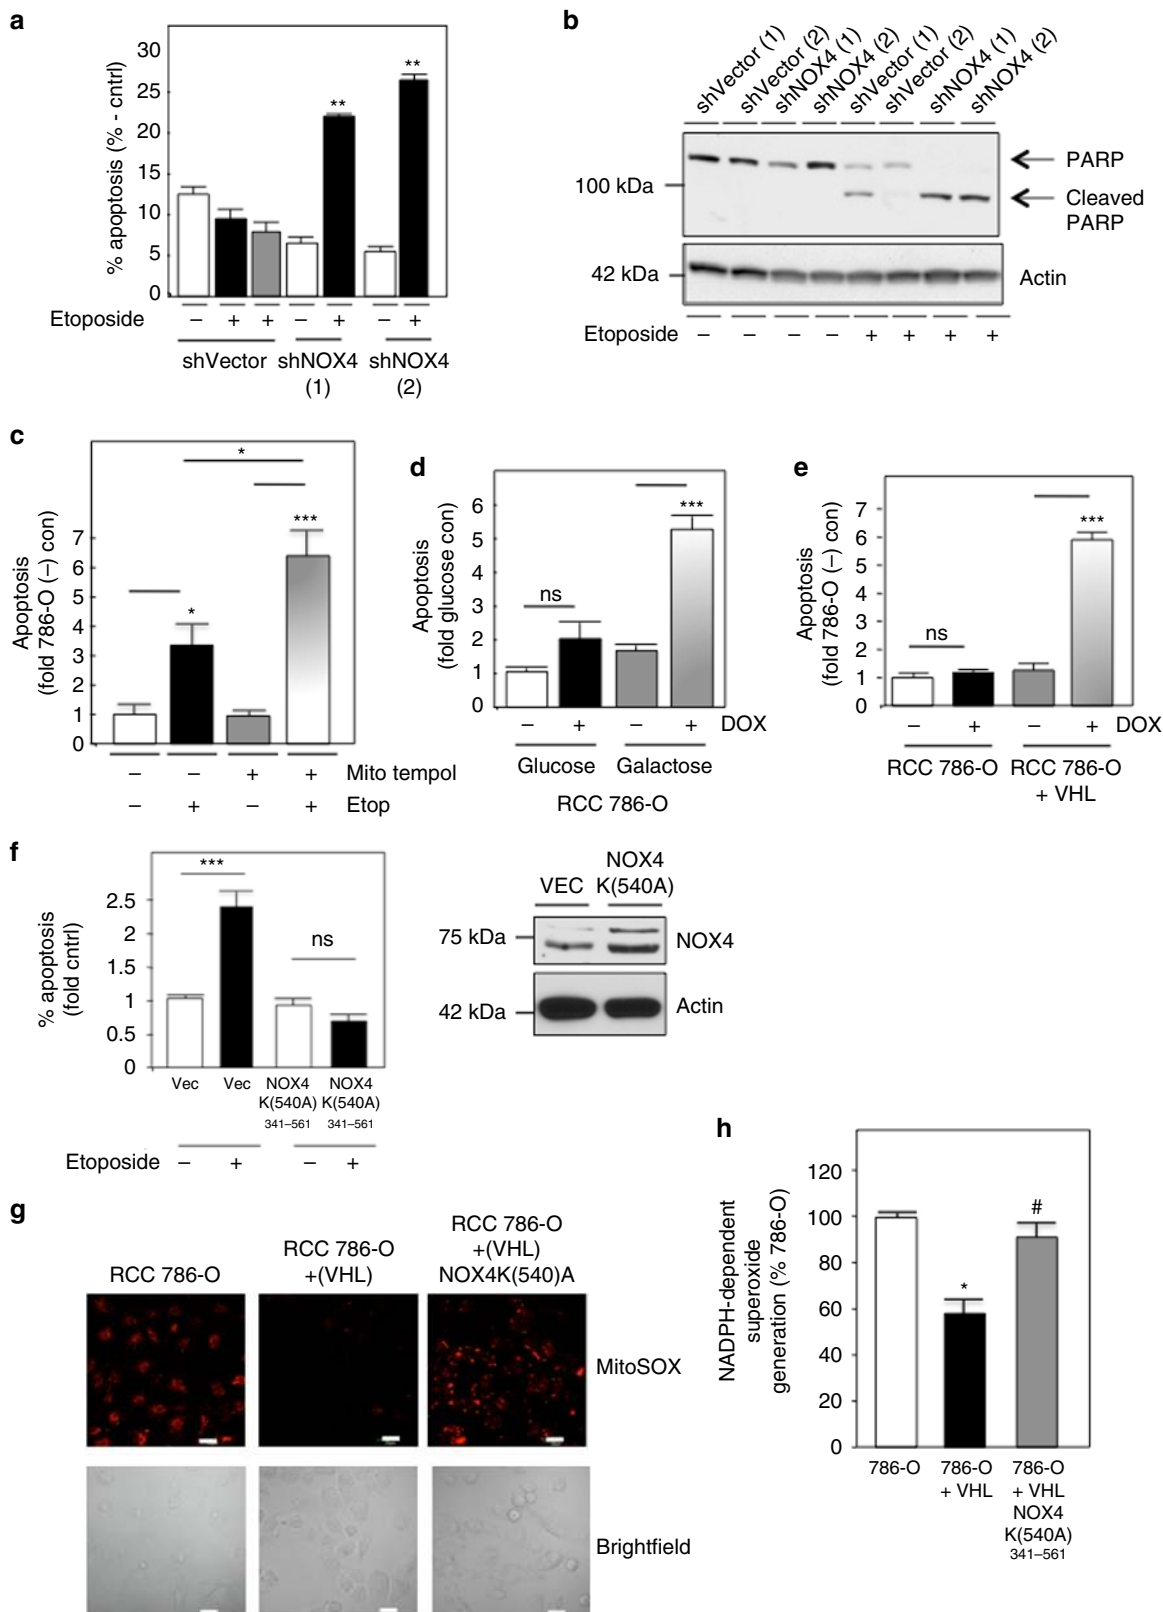 a
% apoptosis (% - cntrl)
30
25
20
15
10
5
0
**
**
Etoposide
– + + – + – +
shVector
shNOX4
(1)
shNOX4
(2)
b
shVector (1)
shVector (2)
shNOX4 (1)
shNOX4 (2)
shVector (1)
shVector (2)
shNOX4 (1)
shNOX4 (2)
100 kDa
PARP
Cleaved
PARP
42 kDa
Actin
Etoposide
– – – – + + + +
c
Apoptosis
(fold 786-O (–) con)
7
6
5
4
3
2
1
0
*
*
***
– – + + Mito tempol
– + – + Etop
d
Apoptosis
(fold glucose con)
6
5
4
3
2
1
0
ns
***
– + – + DOX
Glucose
Galactose
RCC 786-O
e
Apoptosis
(fold 786-O (–) con)
7
6
5
4
3
2
1
0
ns
***
– + – + DOX
RCC 786-O
RCC 786-O
+ VHL
f
% apoptosis
(fold cntrl)
2.5
2
1.5
1
0.5
0
***
ns
Vec
Vec
NOX4
K(540A)
341–561
NOX4
K(540A)
341–561
Etoposide – + – +
VEC
NOX4
K(540A)
75 kDa
NOX4
42 kDa
Actin
g
RCC 786-O
RCC 786-O
+(VHL)
RCC 786-O
+(VHL)
NOX4K(540)A
MitoSOX
Brightfield
h
NADPH-dependent
superoxide
generation (% 786-O)
120
100
80
60
40
20
0
*
#
786-O
786-O
+ VHL
786-O
+ VHL
NOX4
K(540A)
341–561